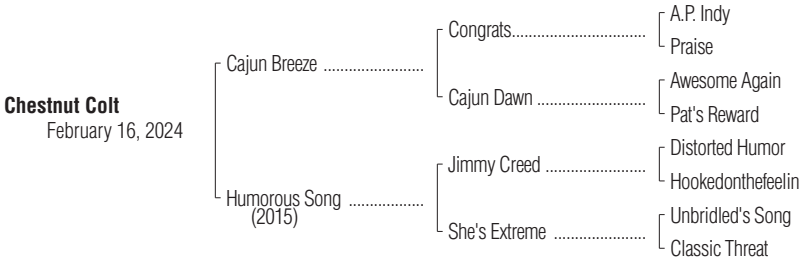 A.P. Indy
Congrats..............................
Praise
Cajun Breeze .......................
Awesome Again
Cajun Dawn ........................
Pat's Reward
Chestnut Colt
February 16, 2024
Distorted Humor
Jimmy Creed ......................
Hookedonthefeelin
Humorous Song .................
(2015)
Unbridled's Song
She's Extreme ....................
Classic Threat